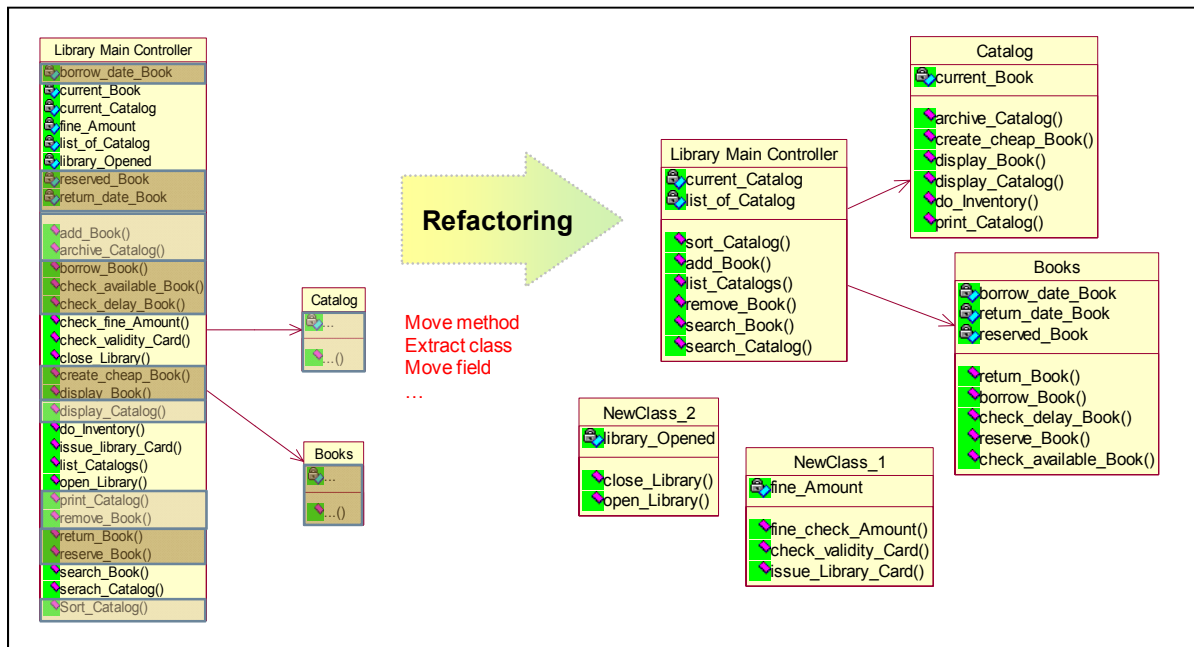 Library Main Controller
borrow_date_Book
current_Book
current_Catalog
fine_Amount
list_of_Catalog
library_Opened
reserved_Book
return_date_Book
add_Book()
archive_Catalog()
borrow_Book()
check_available_Book()
check_delay_Book()
check_fine_Amount()
check_validity_Card()
close_Library()
create_cheap_Book()
display_Book()
display_Catalog()
do_Inventory()
issue_library_Card()
list_Catalogs()
open_Library()
print_Catalog()
remove_Book()
return_Book()
reserve_Book()
search_Book()
serach_Catalog()
Sort_Catalog()
Catalog
...
...()
Books
...
...()
Refactoring
Move method
Extract class
Move field
...
Library Main Controller
current_Catalog
list_of_Catalog
sort_Catalog()
add_Book()
list_Catalogs()
remove_Book()
search_Book()
search_Catalog()
Catalog
current_Book
archive_Catalog()
create_cheap_Book()
display_Book()
display_Catalog()
do_Inventory()
print_Catalog()
Books
borrow_date_Book
return_date_Book
reserved_Book
return_Book()
borrow_Book()
check_delay_Book()
reserve_Book()
check_available_Book()
NewClass_2
library_Opened
close_Library()
open_Library()
NewClass_1
fine_Amount
fine_check_Amount()
check_validity_Card()
issue_Library_Card()